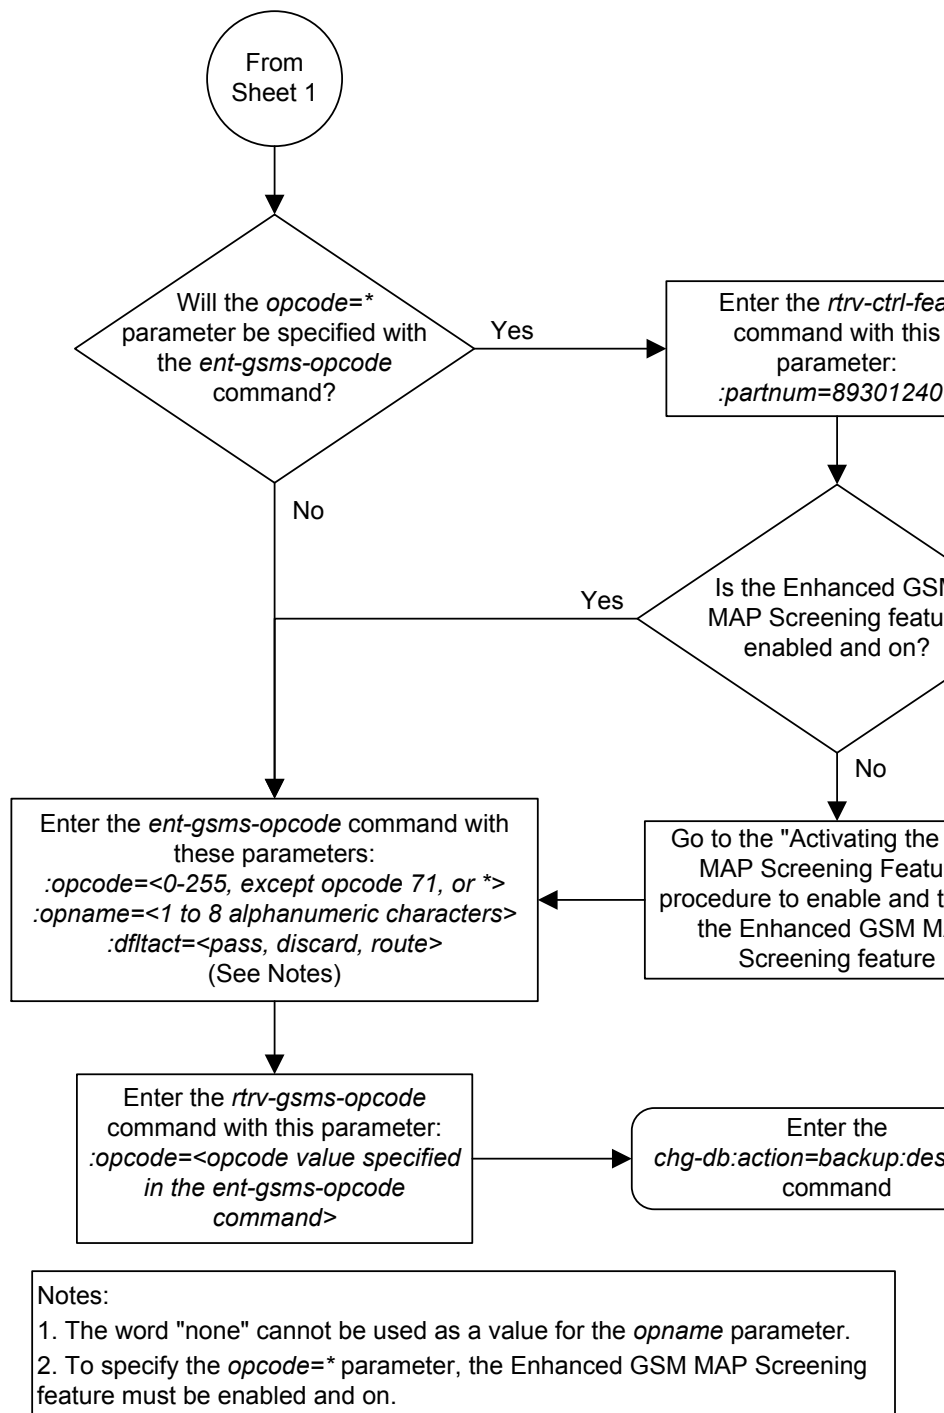 From
Sheet 1
Will the opcode=*
parameter be specified with
the ent-gsms-opcode
command?
Yes
Enter the rtrv-ctrl-fea
command with this
parameter:
:partnum=89301240
No
Is the Enhanced GSM
MAP Screening featu
enabled and on?
Yes
No
Enter the ent-gsms-opcode command with
these parameters:
:opcode=<0-255, except opcode 71, or *>
:opname=<1 to 8 alphanumeric characters>
:dfltact=<pass, discard, route>
(See Notes)
Go to the "Activating the
MAP Screening Featu
procedure to enable and t
the Enhanced GSM MA
Screening feature
Enter the rtrv-gsms-opcode
command with this parameter:
:opcode=<opcode value specified
in the ent-gsms-opcode
command>
Enter the
chg-db:action=backup:des
command
Notes:
1. The word "none" cannot be used as a value for the opname parameter.
2. To specify the opcode=* parameter, the Enhanced GSM MAP Screening
feature must be enabled and on.